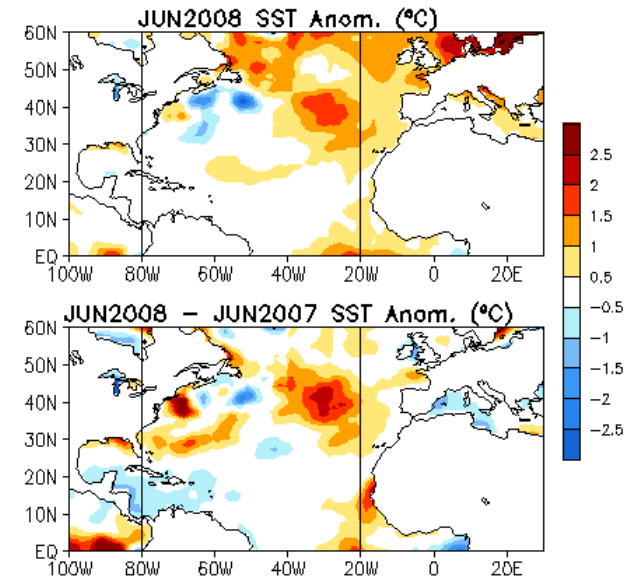 JUN2008 SST Anom. (°C)
60N
50N
40N
30N
20N
10N
EQ
100W 80W 60W 40W 20W 0 20E
JUN2008 – JUN2007 SST Anom. (°C)
60N
50N
40N
30N
20N
10N
EQ
100W 80W 60W 40W 20W 0 20E
2.5
2
1.5
1
0.5
-0.5
-1
-1.5
-2
-2.5